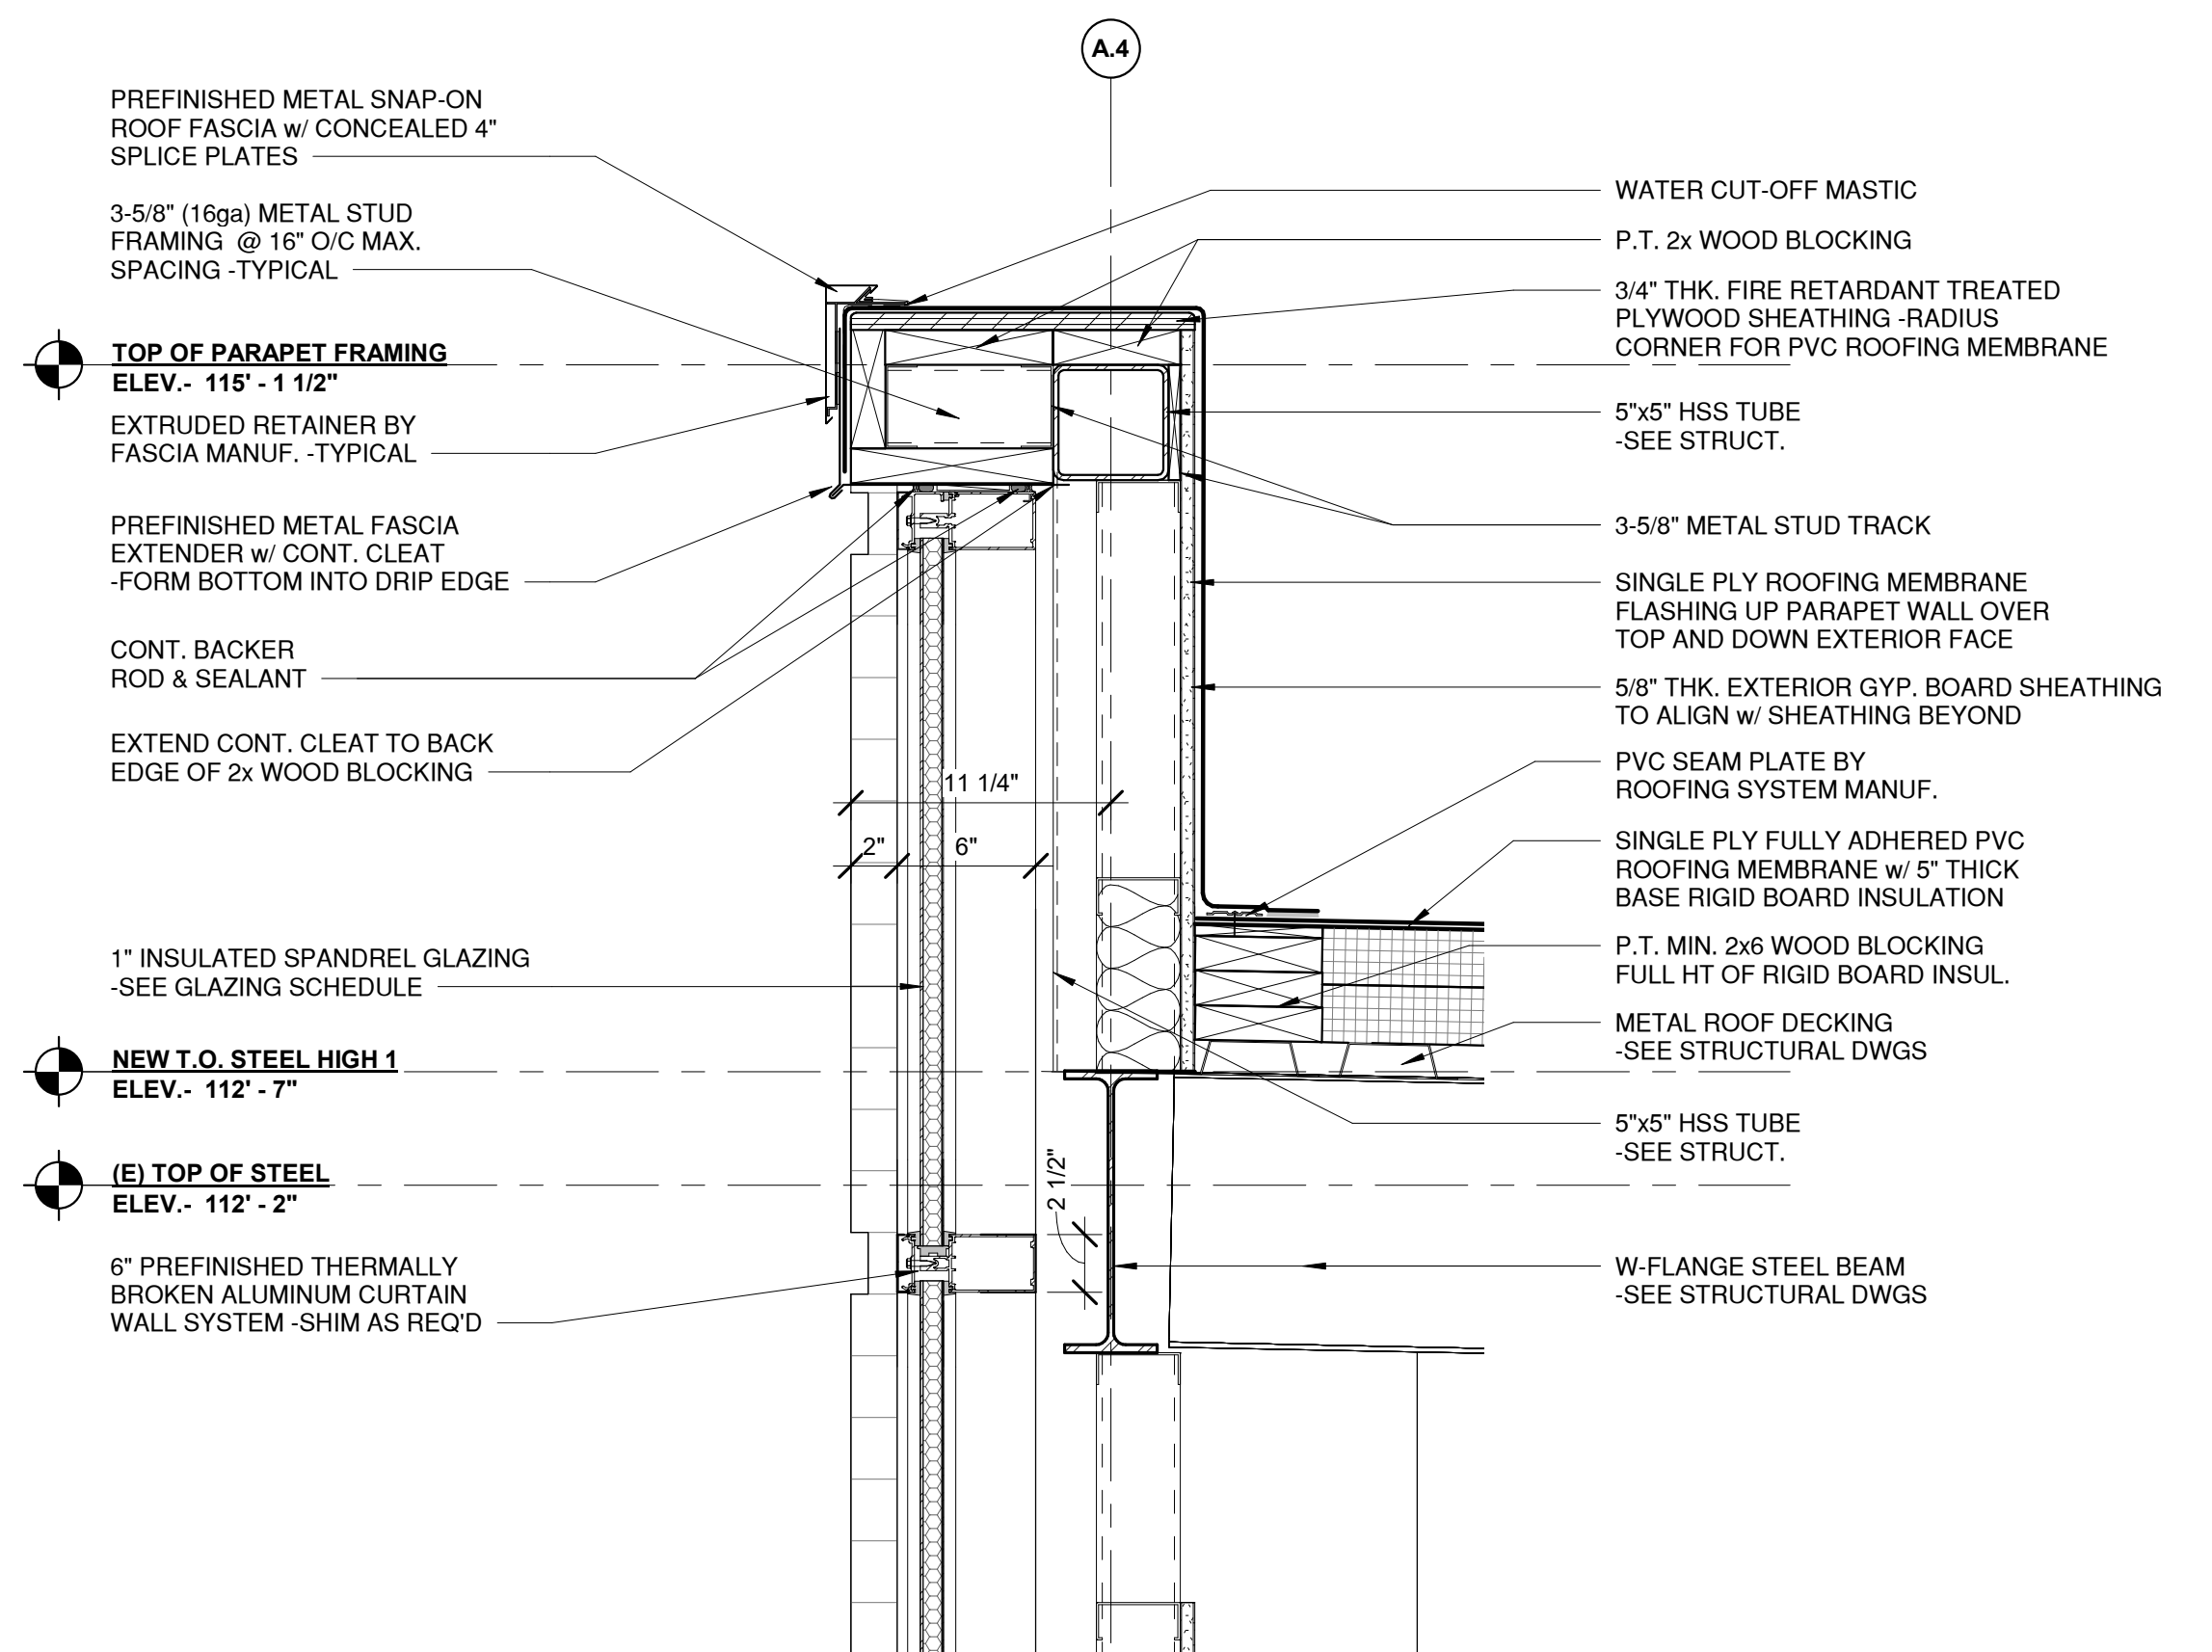 A.4
PREFINISHED METAL SNAP-ON
ROOF FASCIA w/ CONCEALED 4"
SPLICE PLATES
3-5/8" (16ga) METAL STUD
FRAMING @ 16" O/C MAX.
SPACING -TYPICAL
TOP OF PARAPET FRAMING
ELEV.- 115' - 1 1/2"
EXTRUDED RETAINER BY
FASCIA MANUF. -TYPICAL
PREFINISHED METAL FASCIA
EXTENDER w/ CONT. CLEAT
-FORM BOTTOM INTO DRIP EDGE
CONT. BACKER
ROD & SEALANT
EXTEND CONT. CLEAT TO BACK
EDGE OF 2x WOOD BLOCKING
1" INSULATED SPANDREL GLAZING
-SEE GLAZING SCHEDULE
NEW T.O. STEEL HIGH 1
ELEV.- 112' - 7"
(E) TOP OF STEEL
ELEV.- 112' - 2"
6" PREFINISHED THERMALLY
BROKEN ALUMINUM CURTAIN
WALL SYSTEM -SHIM AS REQ'D
11 1/4"
2"
6"
2 1/2"
WATER CUT-OFF MASTIC
P.T. 2x WOOD BLOCKING
3/4" THK. FIRE RETARDANT TREATED
PLYWOOD SHEATHING -RADIUS
CORNER FOR PVC ROOFING MEMBRANE
5"x5" HSS TUBE
-SEE STRUCT.
3-5/8" METAL STUD TRACK
SINGLE PLY ROOFING MEMBRANE
FLASHING UP PARAPET WALL OVER
TOP AND DOWN EXTERIOR FACE
5/8" THK. EXTERIOR GYP. BOARD SHEATHING
TO ALIGN w/ SHEATHING BEYOND
PVC SEAM PLATE BY
ROOFING SYSTEM MANUF.
SINGLE PLY FULLY ADHERED PVC
ROOFING MEMBRANE w/ 5" THICK
BASE RIGID BOARD INSULATION
P.T. MIN. 2x6 WOOD BLOCKING
FULL HT OF RIGID BOARD INSUL.
METAL ROOF DECKING
-SEE STRUCTURAL DWGS
5"x5" HSS TUBE
-SEE STRUCT.
W-FLANGE STEEL BEAM
-SEE STRUCTURAL DWGS